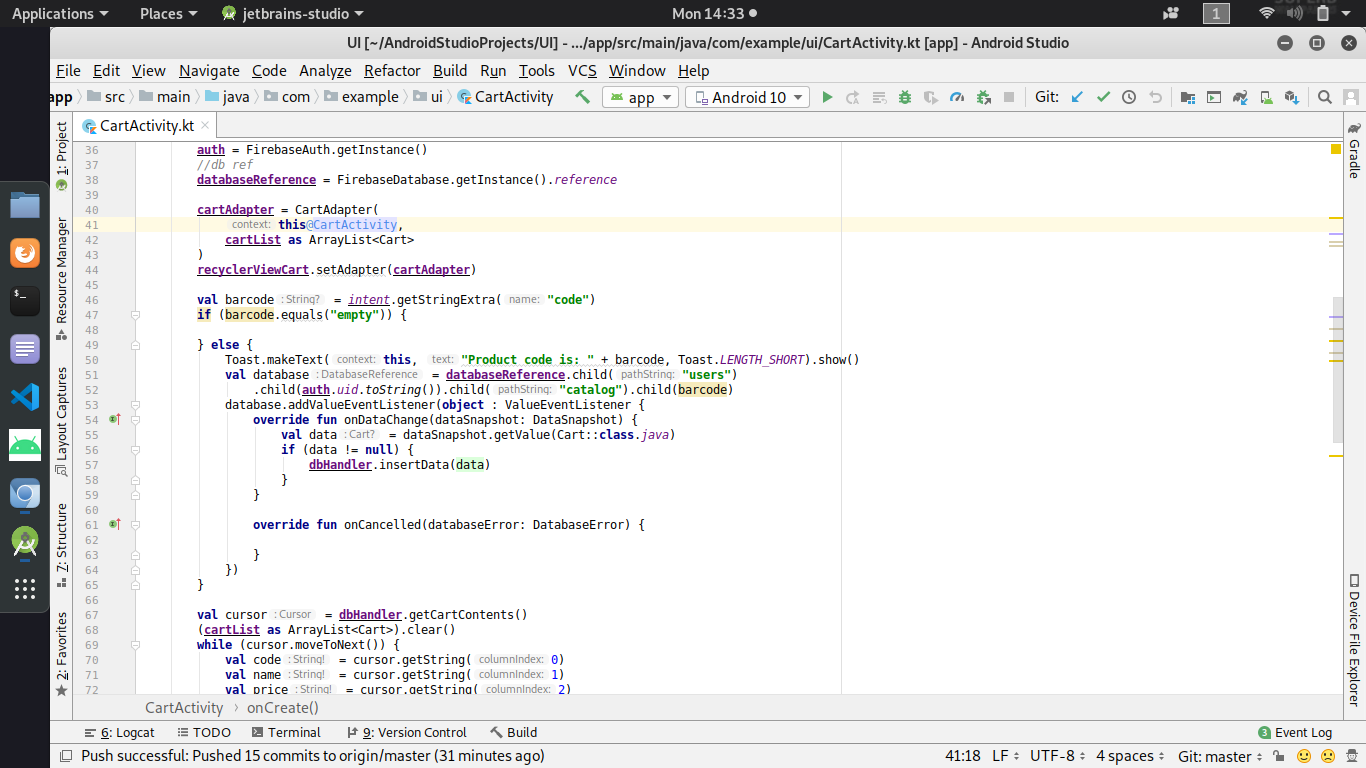 Applications
Places
jetbrains-studio
Mon 14:33
1
UI [~/AndroidStudioProjects/UI] - .../app/src/main/java/com/example/ui/CartActivity.kt [app] - Android Studio
File Edit View Navigate Code Analyze Refactor Build Run Tools VCS Window Help
app src main java com example ui CartActivity app Android 10 Git:
CartActivity.kt
1: Project
Resource Manager
Layout Captures
7: Structure
2: Favorites
36 auth = FirebaseAuth.getInstance()
37 //db ref
38 databaseReference = FirebaseDatabase.getInstance().reference
39
40 cartAdapter = CartAdapter(
41 context: this@CartActivity,
42 cartList as ArrayList<Cart>
43 )
44 recyclerViewCart.setAdapter(cartAdapter)
45
46 val barcode : String? = intent.getStringExtra( name: "code")
47 if (barcode.equals("empty")) {
48
49 } else {
50 Toast.makeText( context: this, text: "Product code is: " + barcode, Toast.LENGTH_SHORT).show()
51 val database : DatabaseReference = databaseReference.child( pathString: "users")
52 .child(auth.uid.toString()).child( pathString: "catalog").child(barcode)
53 database.addValueEventListener(object : ValueEventListener {
54 override fun onDataChange(dataSnapshot: DataSnapshot) {
55 val data : Cart? = dataSnapshot.getValue(Cart::class.java)
56 if (data != null) {
57 dbHandler.insertData(data)
58 }
59 }
60
61 override fun onCancelled(databaseError: DatabaseError) {
62
63 }
64 })
65 }
66
67 val cursor : Cursor = dbHandler.getCartContents()
68 (cartList as ArrayList<Cart>).clear()
69 while (cursor.moveToNext()) {
70 val code : String! = cursor.getString( columnIndex: 0)
71 val name : String! = cursor.getString( columnIndex: 1)
72 val price : String! = cursor.getString( columnIndex: 2)
Gradle
Device File Explorer
CartActivity › onCreate()
6: Logcat TODO Terminal 9: Version Control Build 3 Event Log
Push successful: Pushed 15 commits to origin/master (31 minutes ago) 41:18 LF UTF-8 4 spaces Git: master